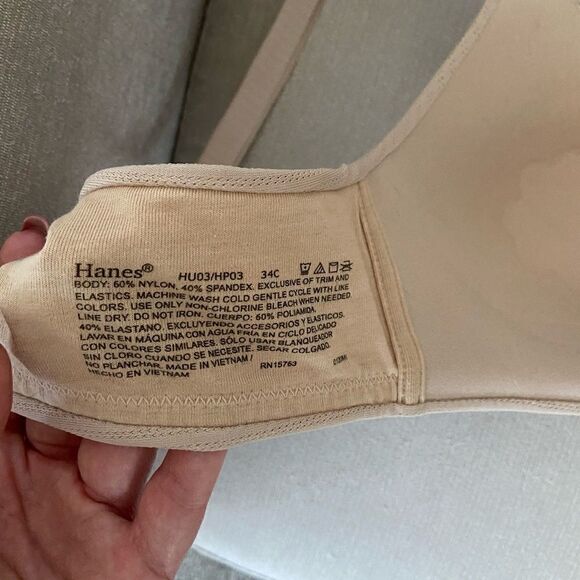 Hanes® HU03/HP03 34C
BODY: 60% NYLON, 40% SPANDEX. EXCLUSIVE OF TRIM AND
ELASTICS. MACHINE WASH COLD GENTLE CYCLE WITH LIKE
COLORS. USE ONLY NON-CHLORINE BLEACH WHEN NEEDED.
LINE DRY. DO NOT IRON. CUERPO: 60% POLIAMIDA,
40% ELASTANO. EXCLUYENDO ACCESORIOS Y ELASTICOS.
LAVAR EN MÁQUINA CON AGUA FRÍA EN CICLO DELICADO
CON COLORES SIMILARES. SÓLO USAR BLANQUEADOR
SIN CLORO CUANDO SE NECESITE. SECAR COLGADO.
NO PLANCHAR. MADE IN VIETNAM / RN15763
HECHO EN VIETNAM